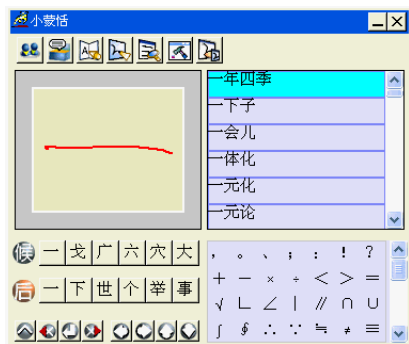 小蒙恬
一年四季
一下子
一会儿
一体化
一元化
一元论
候 一 戈 广 六 穴 大
后 一 下 世 个 举 事
, 。 、 ; : ! ?
+ − × ÷ < > =
√ ∟ ∠ | // ∩ ∪
∫ ∮ ∴ ∵ ≒ ≠ ≡